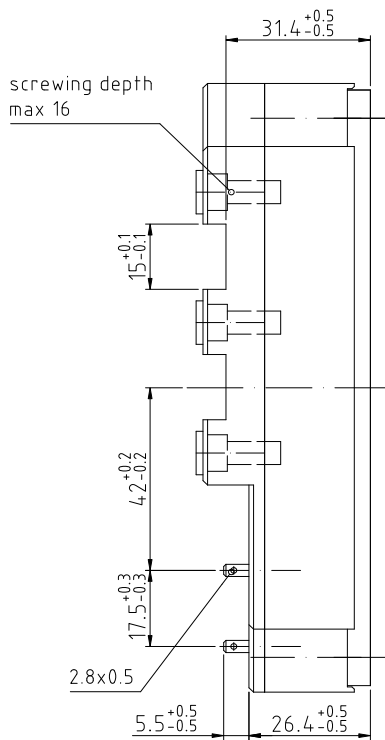 31.4 +0.5 -0.5
screwing depth
max 16
15 +0.1 -0.1
42 +0.2 -0.2
17.5 +0.3 -0.3
2.8x0.5
5.5 +0.5 -0.5
26.4 +0.5 -0.5